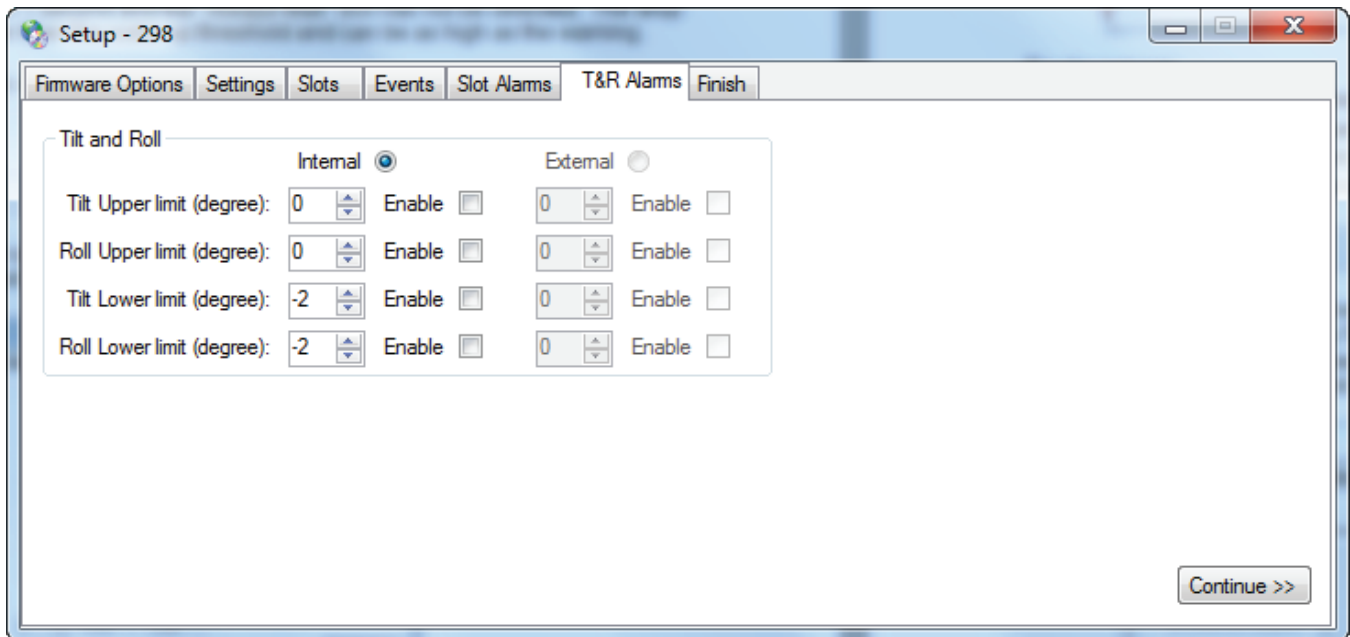 Setup - 298
Firmware Options Settings Slots Events Slot Alarms T&R Alarms Finish
Tilt and Roll
Internal External
Tilt Upper limit (degree): 0 Enable 0 Enable
Roll Upper limit (degree): 0 Enable 0 Enable
Tilt Lower limit (degree): -2 Enable 0 Enable
Roll Lower limit (degree): -2 Enable 0 Enable
Continue >>